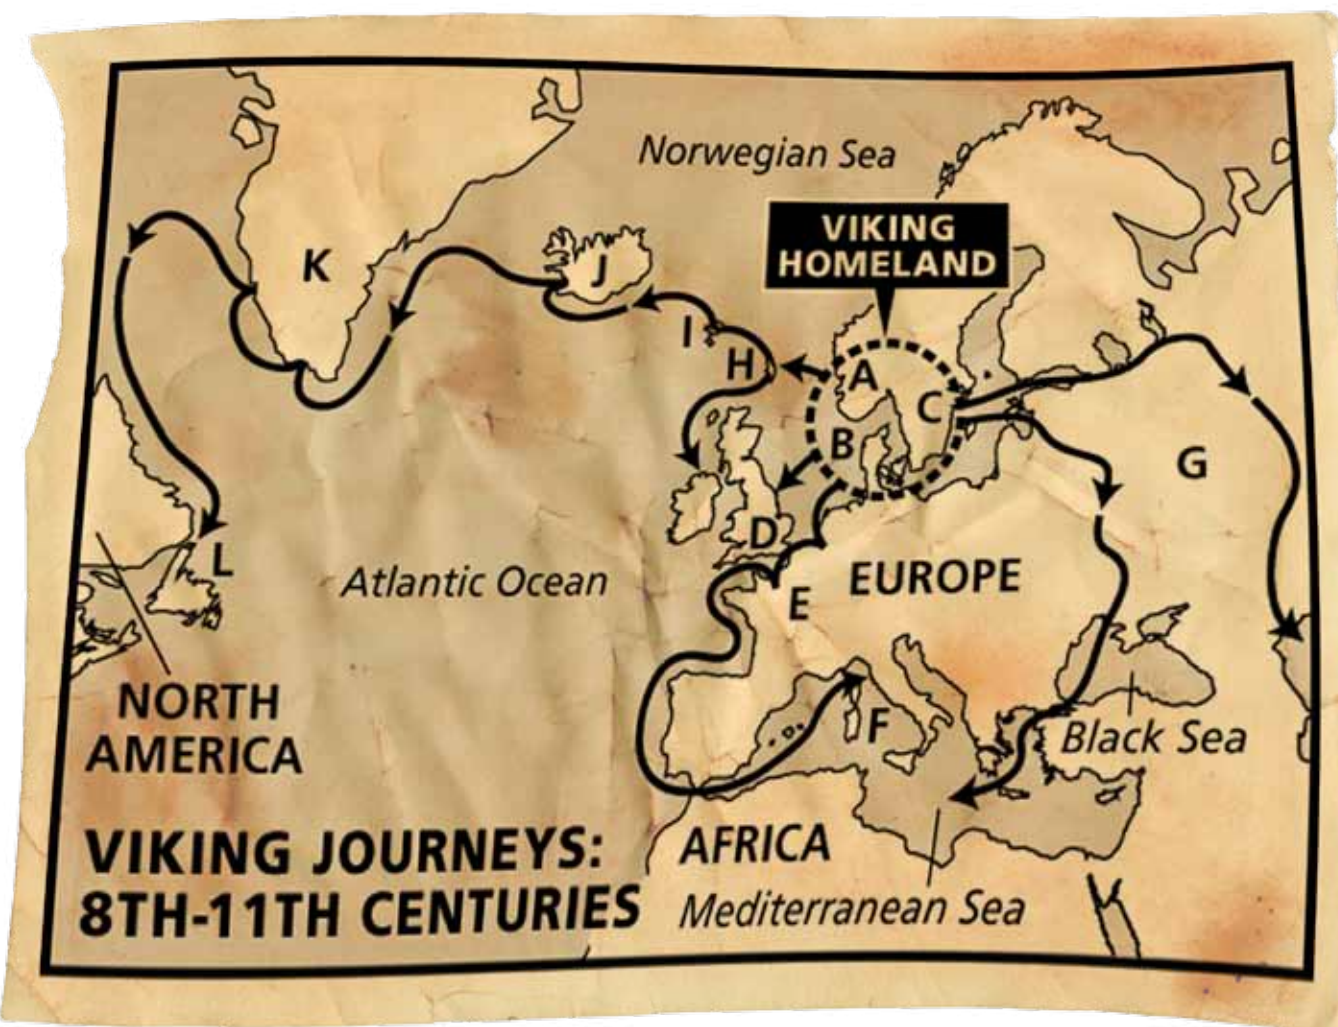 Norwegian Sea
VIKING
HOMELAND
K
J
I
H
A
C
B
G
D
L
Atlantic Ocean
EUROPE
E
NORTH
AMERICA
F
Black Sea
VIKING JOURNEYS:
8TH-11TH CENTURIES
AFRICA
Mediterranean Sea